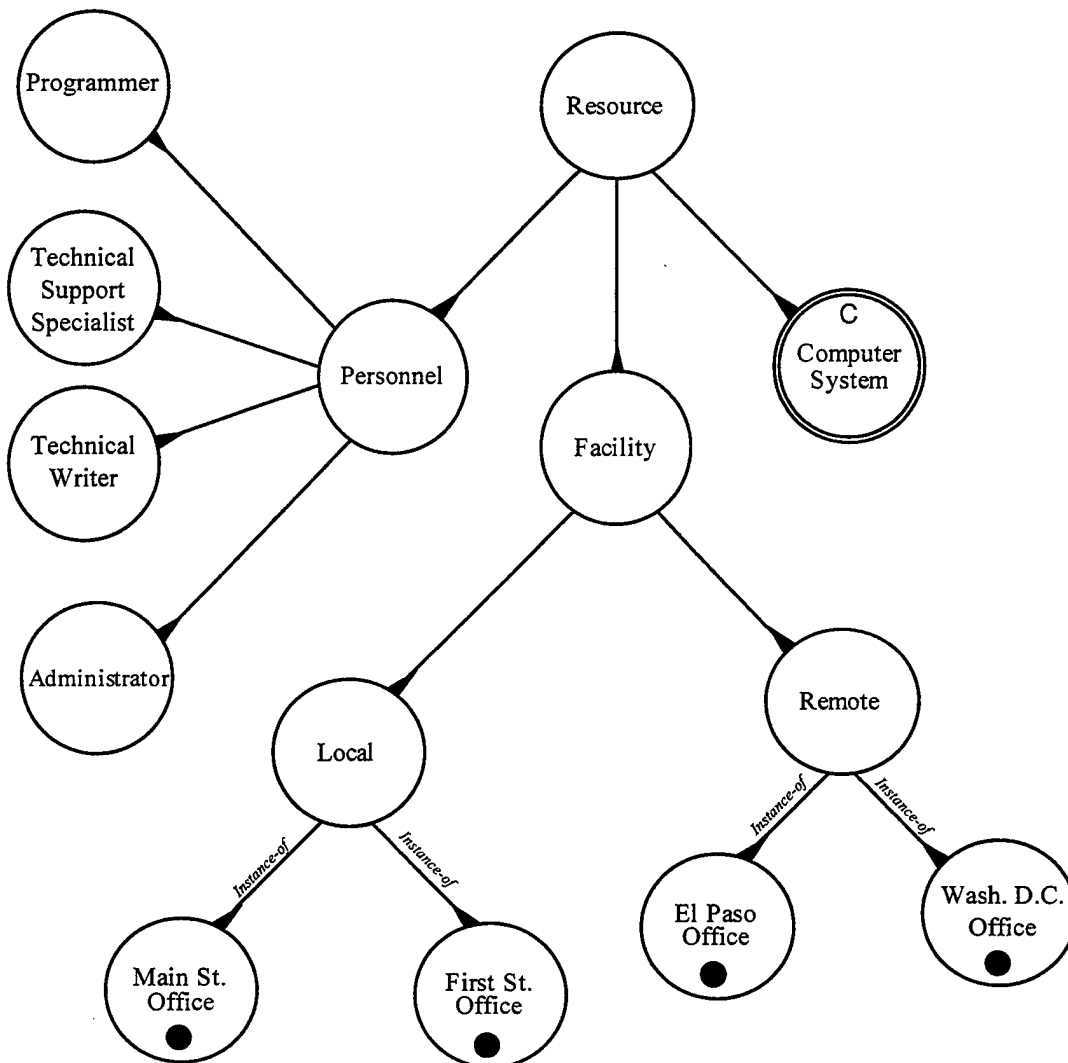 Programmer
Resource
Technical
Support
Specialist
C
Computer
System
Personnel
Facility
Technical
Writer
Administrator
Remote
Local
Instance-of
Instance-of
Instance-of
Instance-of
El Paso
Office
Wash. D.C.
Office
Main St.
Office
First St.
Office